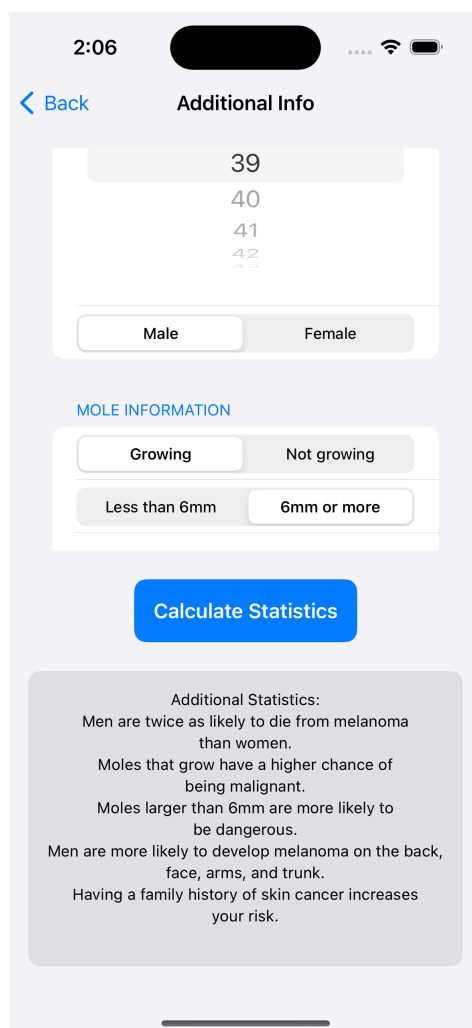 2:06
Back
Additional Info
39
40
41
42
43
Male
Female
MOLE INFORMATION
Growing
Not growing
Less than 6mm
6mm or more
Calculate Statistics
Additional Statistics:
Men are twice as likely to die from melanoma
than women.
Moles that grow have a higher chance of
being malignant.
Moles larger than 6mm are more likely to
be dangerous.
Men are more likely to develop melanoma on the back,
face, arms, and trunk.
Having a family history of skin cancer increases
your risk.